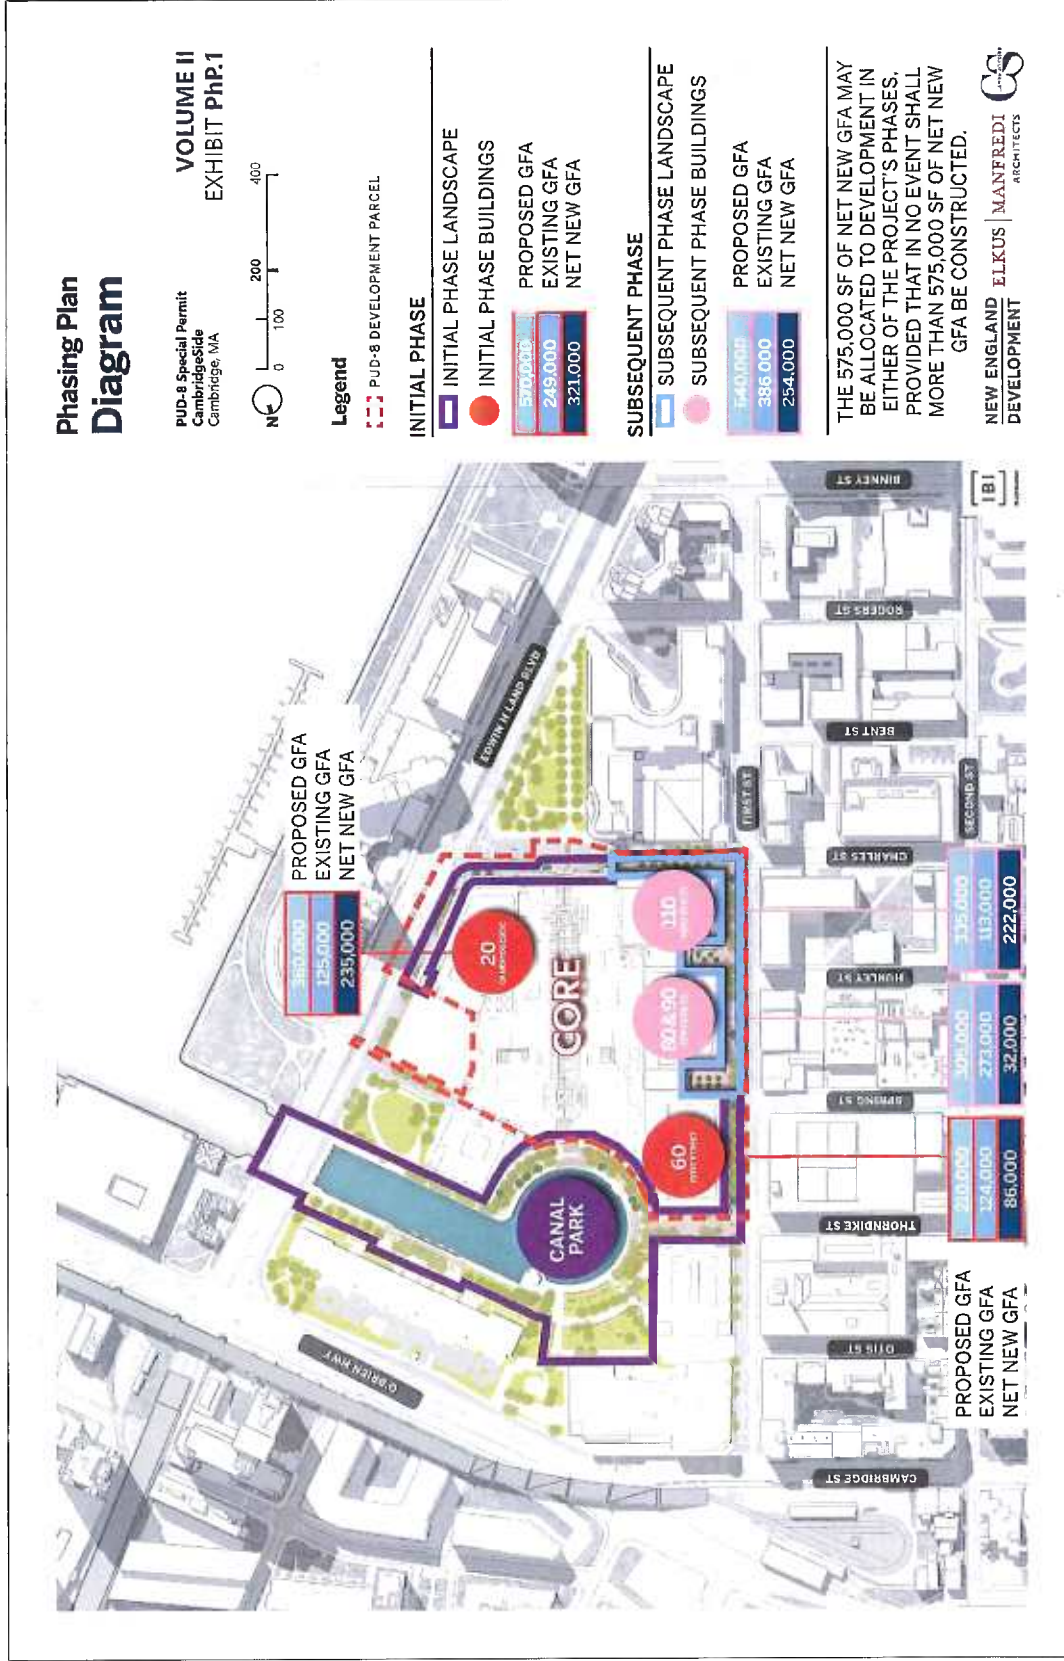 Phasing Plan
Diagram
PUD-8 Special Permit
CambridgeSide
Cambridge, MA
VOLUME II
EXHIBIT PhP.1
N
0 100 200 400
Legend
PUD-8 DEVELOPMENT PARCEL
INITIAL PHASE
INITIAL PHASE LANDSCAPE
INITIAL PHASE BUILDINGS
570,000 PROPOSED GFA
249,000 EXISTING GFA
321,000 NET NEW GFA
SUBSEQUENT PHASE
SUBSEQUENT PHASE LANDSCAPE
SUBSEQUENT PHASE BUILDINGS
640,000 PROPOSED GFA
386,000 EXISTING GFA
254,000 NET NEW GFA
THE 575,000 SF OF NET NEW GFA MAY
BE ALLOCATED TO DEVELOPMENT IN
EITHER OF THE PROJECT'S PHASES,
PROVIDED THAT IN NO EVENT SHALL
MORE THAN 575,000 SF OF NET NEW
GFA BE CONSTRUCTED.
NEW ENGLAND
DEVELOPMENT
ELKUS | MANFREDI
ARCHITECTS
CS
IBI
360,000 PROPOSED GFA
125,000 EXISTING GFA
235,000 NET NEW GFA
EDWIN H LAND BLVD
O'BRIEN HWY
CANAL
PARK
CORE
20
60
80&90
110
FIRST ST
SECOND ST
CAMBRIDGE ST
OTIS ST
THORNDIKE ST
SPRING ST
HURLEY ST
CHARLES ST
BENT ST
ROGERS ST
BINNEY ST
PROPOSED GFA 210,000 305,000 335,000
EXISTING GFA 124,000 273,000 113,000
NET NEW GFA 86,000 32,000 222,000